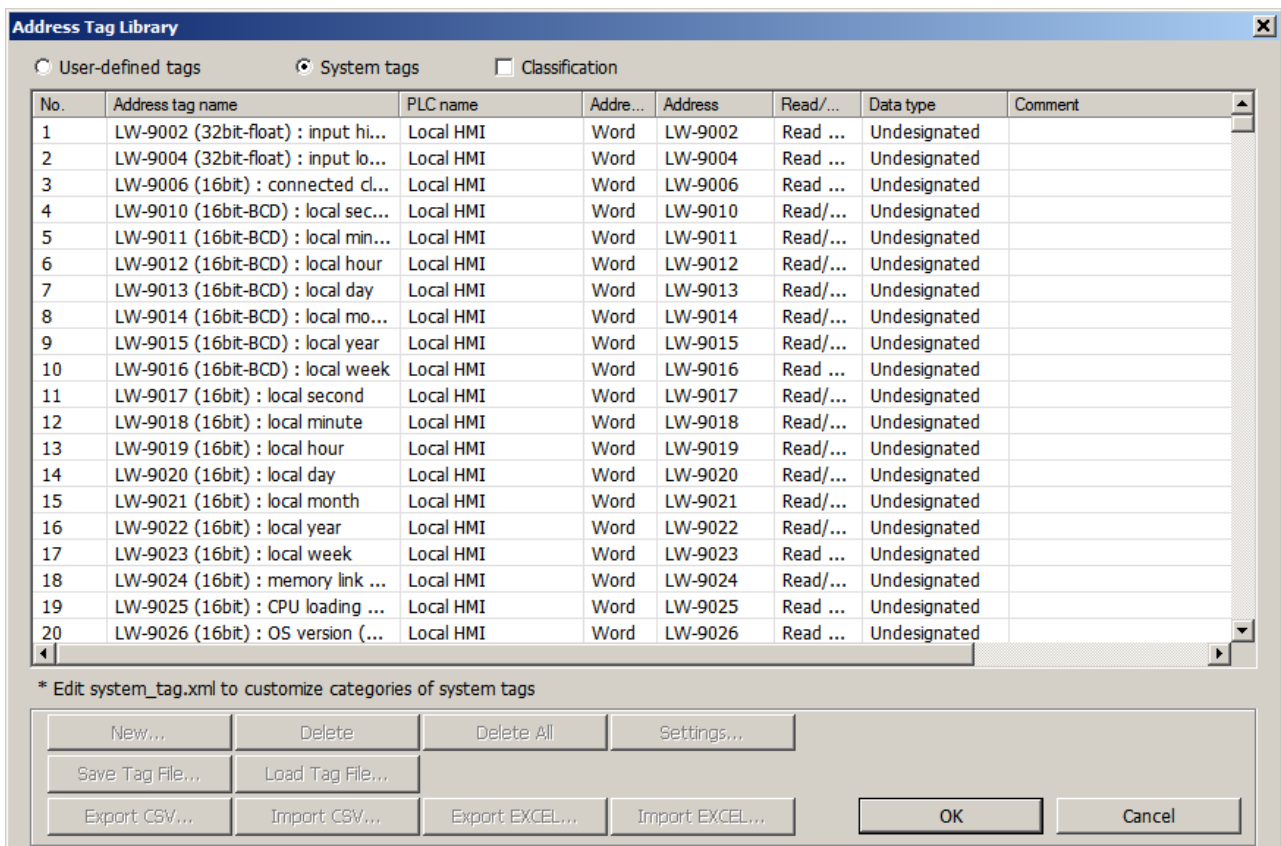 Address Tag Library
User-defined tags System tags Classification
No. Address tag name PLC name Addre... Address Read/... Data type Comment
1 LW-9002 (32bit-float) : input hi... Local HMI Word LW-9002 Read ... Undesignated
2 LW-9004 (32bit-float) : input lo... Local HMI Word LW-9004 Read ... Undesignated
3 LW-9006 (16bit) : connected cl... Local HMI Word LW-9006 Read ... Undesignated
4 LW-9010 (16bit-BCD) : local sec... Local HMI Word LW-9010 Read/... Undesignated
5 LW-9011 (16bit-BCD) : local min... Local HMI Word LW-9011 Read/... Undesignated
6 LW-9012 (16bit-BCD) : local hour Local HMI Word LW-9012 Read/... Undesignated
7 LW-9013 (16bit-BCD) : local day Local HMI Word LW-9013 Read/... Undesignated
8 LW-9014 (16bit-BCD) : local mo... Local HMI Word LW-9014 Read/... Undesignated
9 LW-9015 (16bit-BCD) : local year Local HMI Word LW-9015 Read/... Undesignated
10 LW-9016 (16bit-BCD) : local week Local HMI Word LW-9016 Read ... Undesignated
11 LW-9017 (16bit) : local second Local HMI Word LW-9017 Read/... Undesignated
12 LW-9018 (16bit) : local minute Local HMI Word LW-9018 Read/... Undesignated
13 LW-9019 (16bit) : local hour Local HMI Word LW-9019 Read/... Undesignated
14 LW-9020 (16bit) : local day Local HMI Word LW-9020 Read/... Undesignated
15 LW-9021 (16bit) : local month Local HMI Word LW-9021 Read/... Undesignated
16 LW-9022 (16bit) : local year Local HMI Word LW-9022 Read/... Undesignated
17 LW-9023 (16bit) : local week Local HMI Word LW-9023 Read ... Undesignated
18 LW-9024 (16bit) : memory link ... Local HMI Word LW-9024 Read/... Undesignated
19 LW-9025 (16bit) : CPU loading ... Local HMI Word LW-9025 Read ... Undesignated
20 LW-9026 (16bit) : OS version (... Local HMI Word LW-9026 Read ... Undesignated
* Edit system_tag.xml to customize categories of system tags
New... Delete Delete All Settings...
Save Tag File... Load Tag File...
Export CSV... Import CSV... Export EXCEL... Import EXCEL... OK Cancel